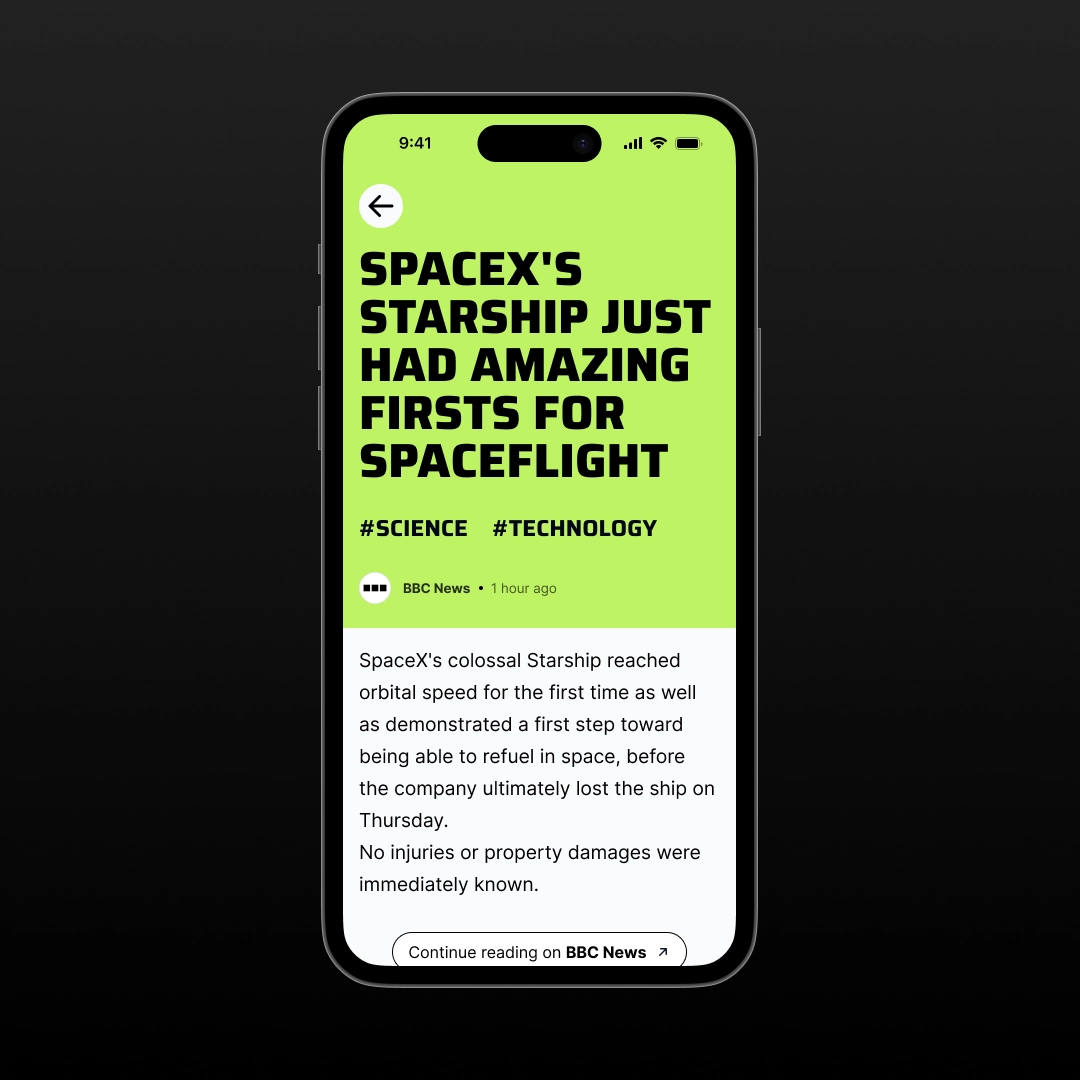 9:41
SPACEX'S
STARSHIP JUST
HAD AMAZING
FIRSTS FOR
SPACEFLIGHT
#SCIENCE #TECHNOLOGY
BBC News • 1 hour ago
SpaceX's colossal Starship reached
orbital speed for the first time as well
as demonstrated a first step toward
being able to refuel in space, before
the company ultimately lost the ship on
Thursday.
No injuries or property damages were
immediately known.
Continue reading on BBC News